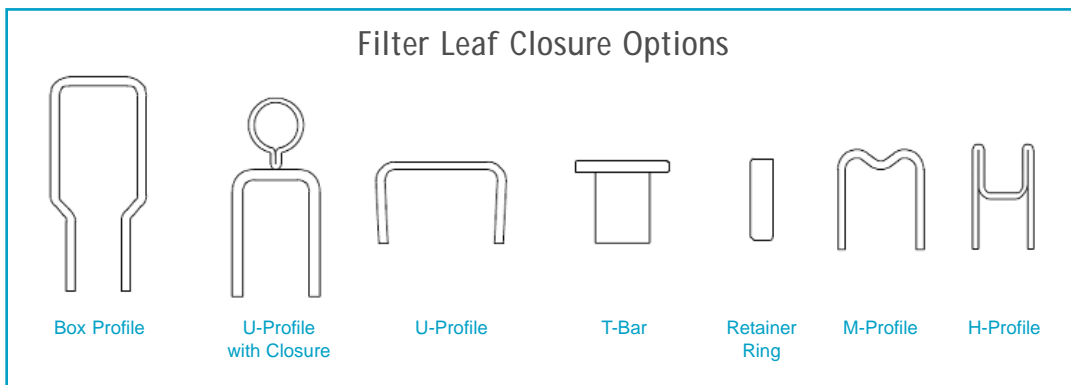 Filter Leaf Closure Options
Box Profile
U-Profile
with Closure
U-Profile
T-Bar
Retainer
Ring
M-Profile
H-Profile